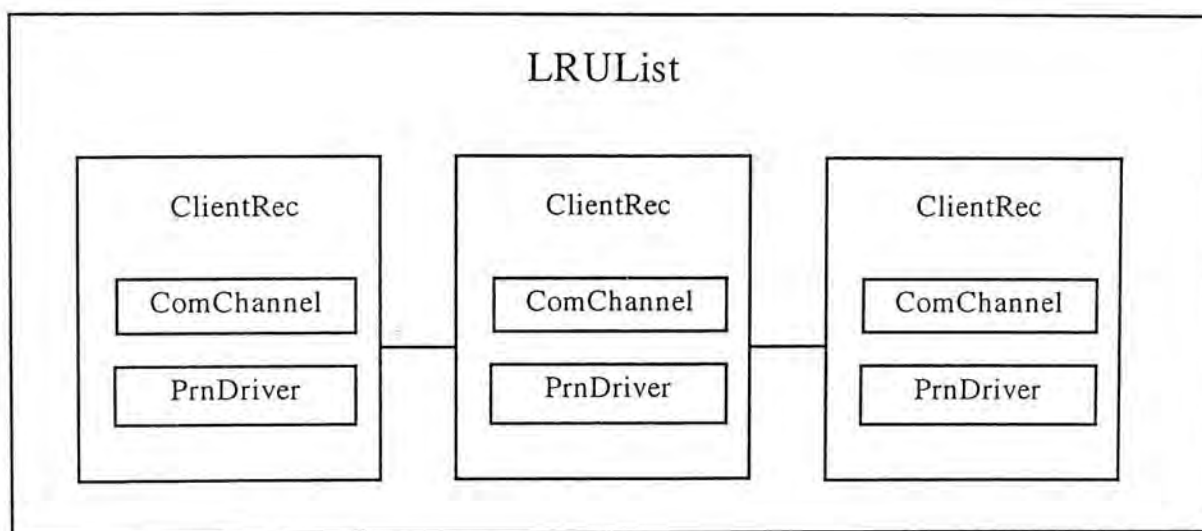 LRUList
ClientRec
ClientRec
ClientRec
ComChannel
ComChannel
ComChannel
PrnDriver
PrnDriver
PrnDriver